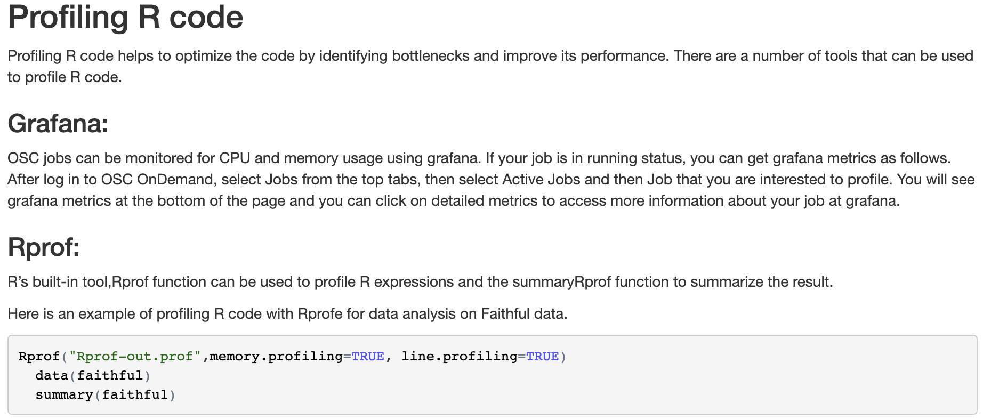 Profiling R code
Profiling R code helps to optimize the code by identifying bottlenecks and improve its performance. There are a number of tools that can be used
to profile R code.
Grafana:
OSC jobs can be monitored for CPU and memory usage using grafana. If your job is in running status, you can get grafana metrics as follows.
After log in to OSC OnDemand, select Jobs from the top tabs, then select Active Jobs and then Job that you are interested to profile. You will see
grafana metrics at the bottom of the page and you can click on detailed metrics to access more information about your job at grafana.
Rprof:
R’s built-in tool,Rprof function can be used to profile R expressions and the summaryRprof function to summarize the result.
Here is an example of profiling R code with Rprofe for data analysis on Faithful data.
Rprof("Rprof-out.prof",memory.profiling=TRUE, line.profiling=TRUE)
  data(faithful)
  summary(faithful)